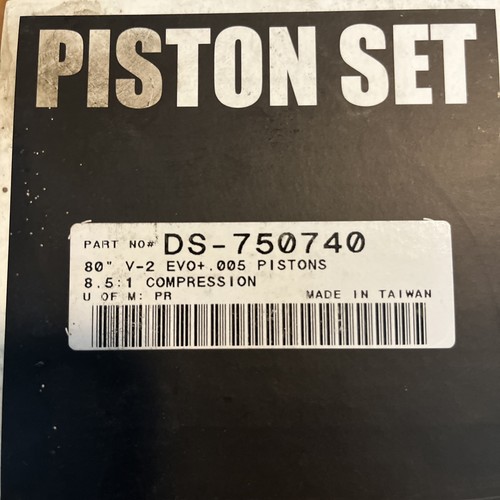 PISTON SET
PART NO# DS-750740
80" V-2 EVO+.005 PISTONS
8.5:1 COMPRESSION
U OF M: PR MADE IN TAIWAN